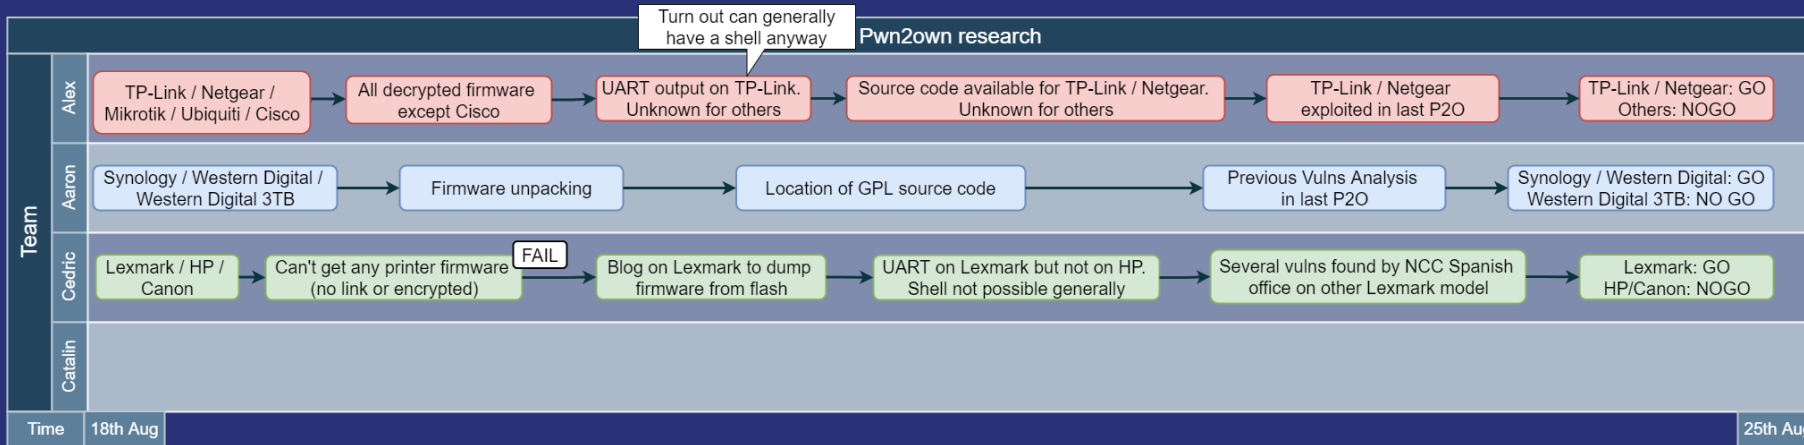 Turn out can generally
have a shell anyway
Pwn2own research
Team
Alex
TP-Link / Netgear /
Mikrotik / Ubiquiti / Cisco
All decrypted firmware
except Cisco
UART output on TP-Link.
Unknown for others
Source code available for TP-Link / Netgear.
Unknown for others
TP-Link / Netgear
exploited in last P2O
TP-Link / Netgear: GO
Others: NOGO
Aaron
Synology / Western Digital /
Western Digital 3TB
Firmware unpacking
Location of GPL source code
Previous Vulns Analysis
in last P2O
Synology / Western Digital: GO
Western Digital 3TB: NO GO
Cedric
Lexmark / HP /
Canon
Can't get any printer firmware
(no link or encrypted)
FAIL
Blog on Lexmark to dump
firmware from flash
UART on Lexmark but not on HP.
Shell not possible generally
Several vulns found by NCC Spanish
office on other Lexmark model
Lexmark: GO
HP/Canon: NOGO
Catalin
Time
18th Aug
25th Aug